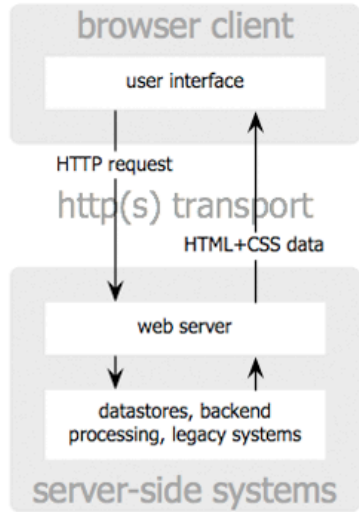 browser client
user interface
HTTP request
http(s) transport
HTML+CSS data
web server
datastores, backend
processing, legacy systems
server-side systems